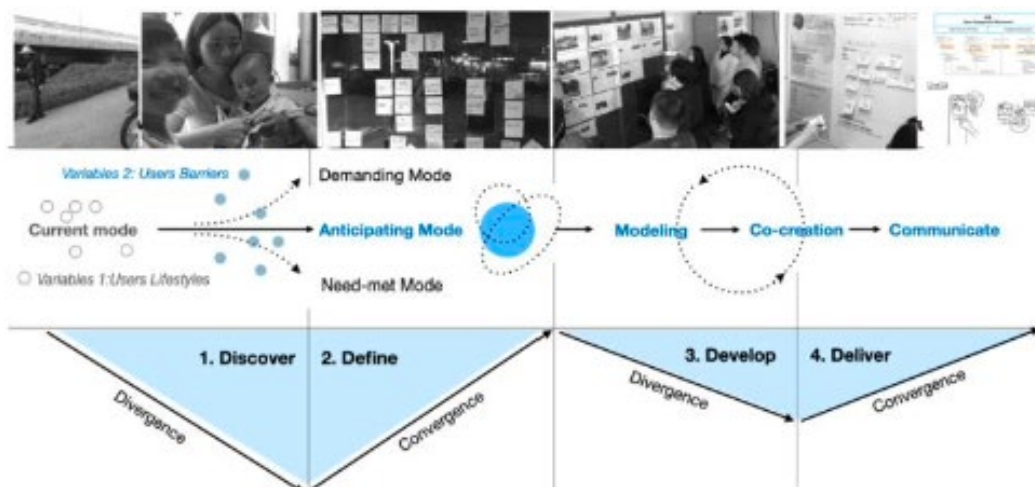 Variables 2: Users Barriers
Demanding Mode
Current mode
Anticipating Mode
Modeling
Co-creation
Communicate
Variables 1:Users Lifestyles
Need-met Mode
1. Discover
2. Define
3. Develop
4. Deliver
Divergence
Convergence
Divergence
Convergence